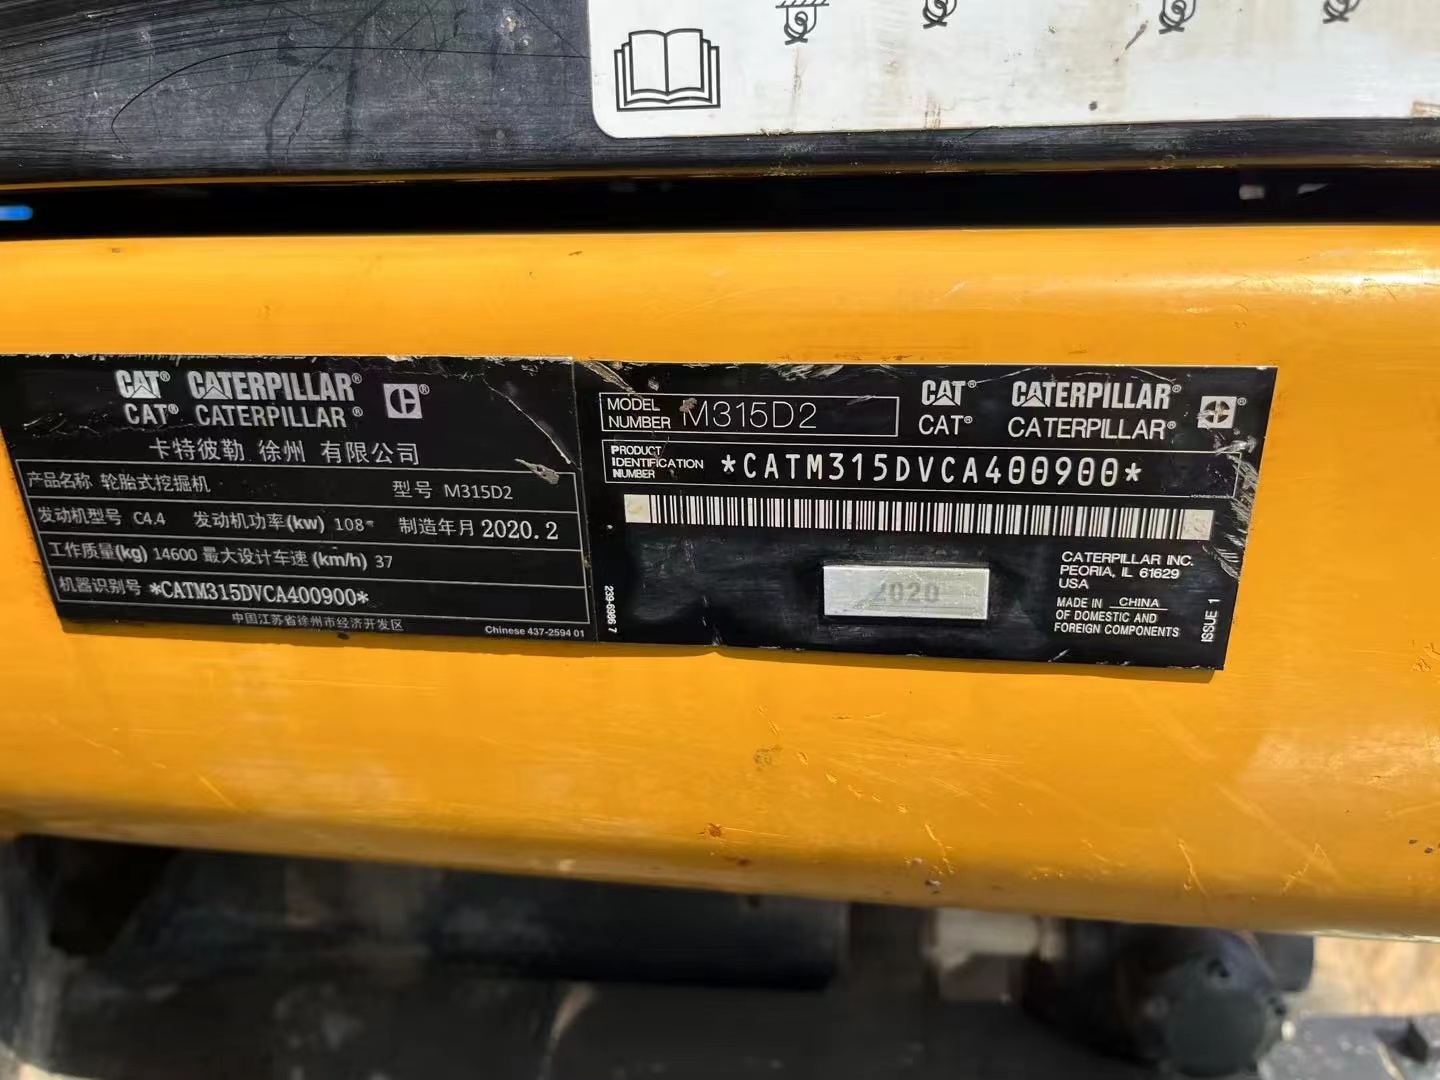 CAT® CATERPILLAR®
CAT® CATERPILLAR®
卡特彼勒 徐州 有限公司
产品名称 轮胎式挖掘机 型号 M315D2
发动机型号 C4.4 发动机功率(kw) 108 制造年月 2020.2
工作质量(kg) 14600 最大设计车速(km/h) 37
机器识别号 *CATM315DVCA400900*
中国江苏省徐州市经济开发区
Chinese 437-2594 01
MODEL NUMBER M315D2
CAT® CATERPILLAR®
CAT® CATERPILLAR®
PRODUCT IDENTIFICATION NUMBER *CATM315DVCA400900*
239-6986 7
2020
CATERPILLAR INC.
PEORIA, IL 61629
USA
MADE IN CHINA
OF DOMESTIC AND
FOREIGN COMPONENTS
ISSUE 1